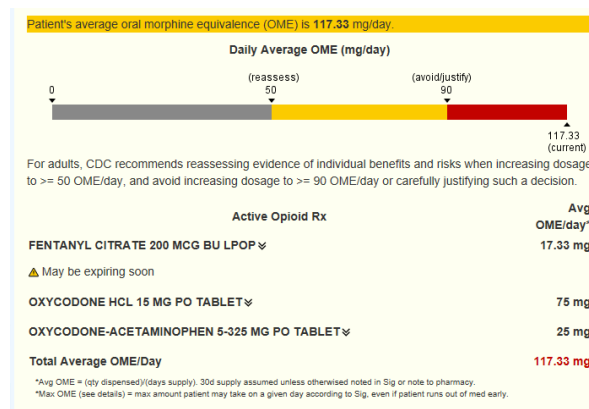 Patient's average oral morphine equivalence (OME) is 117.33 mg/day.
Daily Average OME (mg/day)
(reassess) (avoid/justify)
0 50 90
117.33
(current)
For adults, CDC recommends reassessing evidence of individual benefits and risks when increasing dosage
to >= 50 OME/day, and avoid increasing dosage to >= 90 OME/day or carefully justifying such a decision.
Avg
Active Opioid Rx OME/day*
FENTANYL CITRATE 200 MCG BU LPOP 17.33 mg
May be expiring soon
OXYCODONE HCL 15 MG PO TABLET 75 mg
OXYCODONE-ACETAMINOPHEN 5-325 MG PO TABLET 25 mg
Total Average OME/Day 117.33 mg
*Avg OME = (qty dispensed)/(days supply). 30d supply assumed unless otherwised noted in Sig or note to pharmacy.
*Max OME (see details) = max amount patient may take on a given day according to Sig, even if patient runs out of med early.